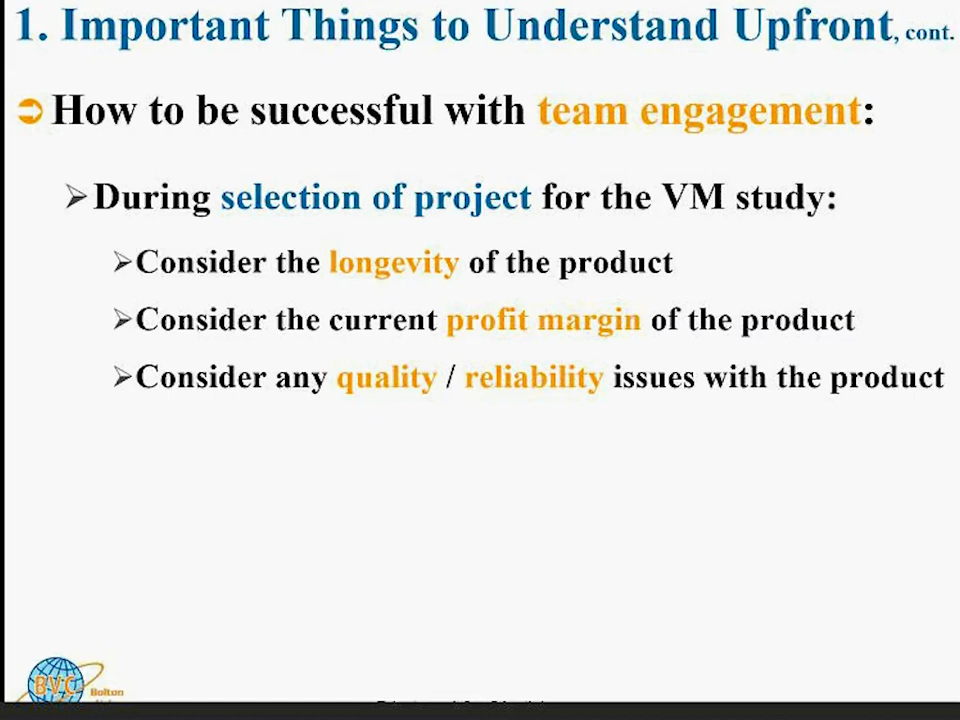 1. Important Things to Understand Upfront, cont.
How to be successful with team engagement:
During selection of project for the VM study:
Consider the longevity of the product
Consider the current profit margin of the product
Consider any quality / reliability issues with the product
BVC Bolton